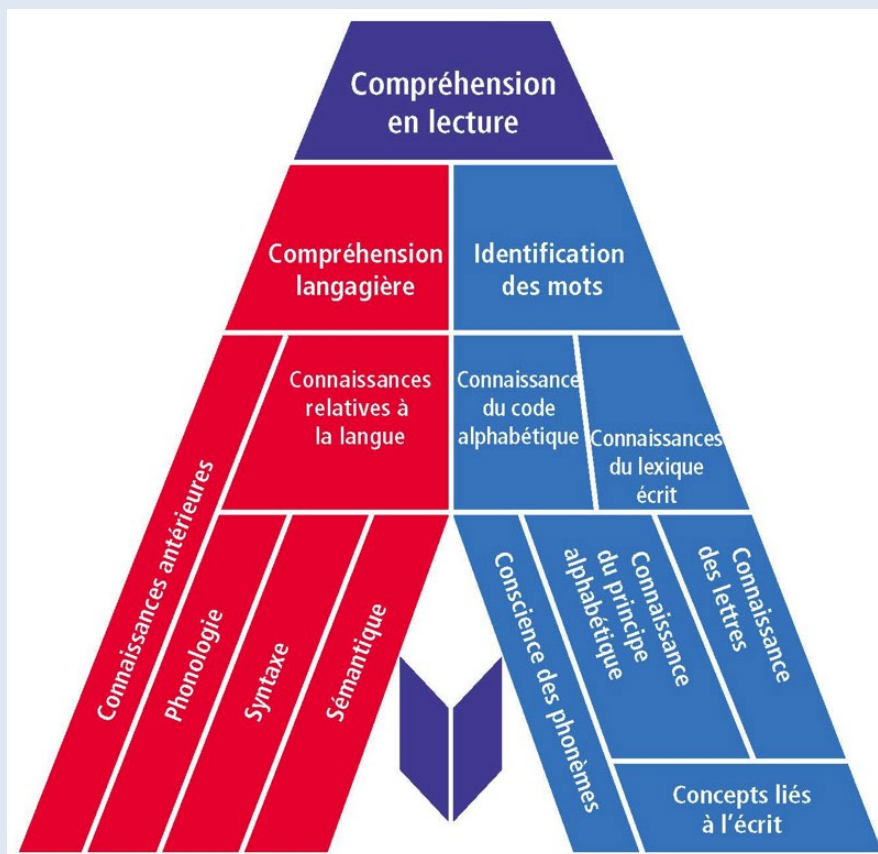 Compréhension
en lecture
Compréhension
langagière
Identification
des mots
Connaissances antérieures
Connaissances
relatives à
la langue
Connaissance
du code
alphabétique
Connaissances
du lexique
écrit
Phonologie
Syntaxe
Sémantique
Conscience des phonèmes
Connaissance
du principe
alphabétique
Connaissance
des lettres
Concepts liés
à l'écrit